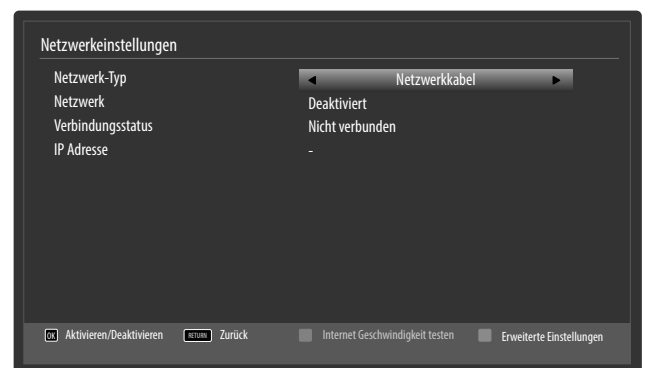 Netzwerkeinstellungen
Netzwerk-Typ Netzwerkkabel
Netzwerk Deaktiviert
Verbindungsstatus Nicht verbunden
IP Adresse -
OK Aktivieren/Deaktivieren RETURN Zurück Internet Geschwindigkeit testen Erweiterte Einstellungen